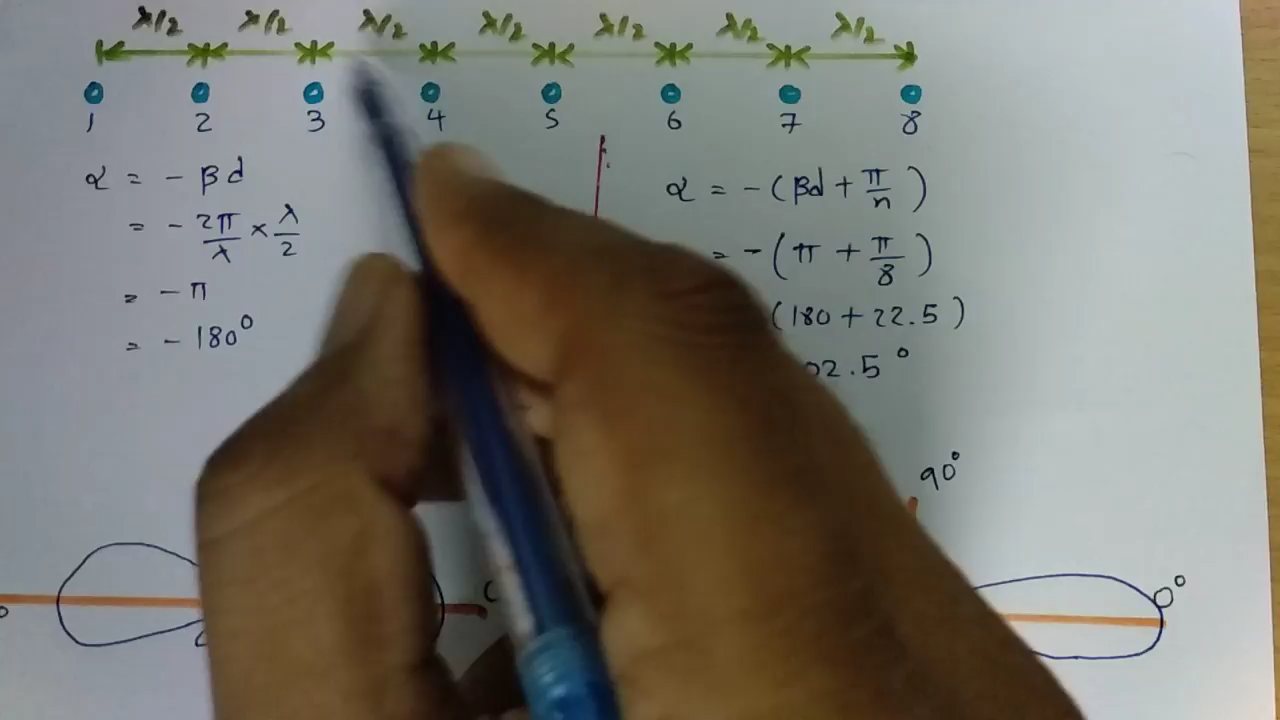 λ/2 λ/2 λ/2 λ/2 λ/2 λ/2 λ/2
1 2 3 4 5 6 7 8
α = - βd
= - 2π/λ × λ/2
= - π
= - 180°
α = -(βd + π/n)
= -(π + π/8)
(180 + 22.5)
02.5°
90°
0°